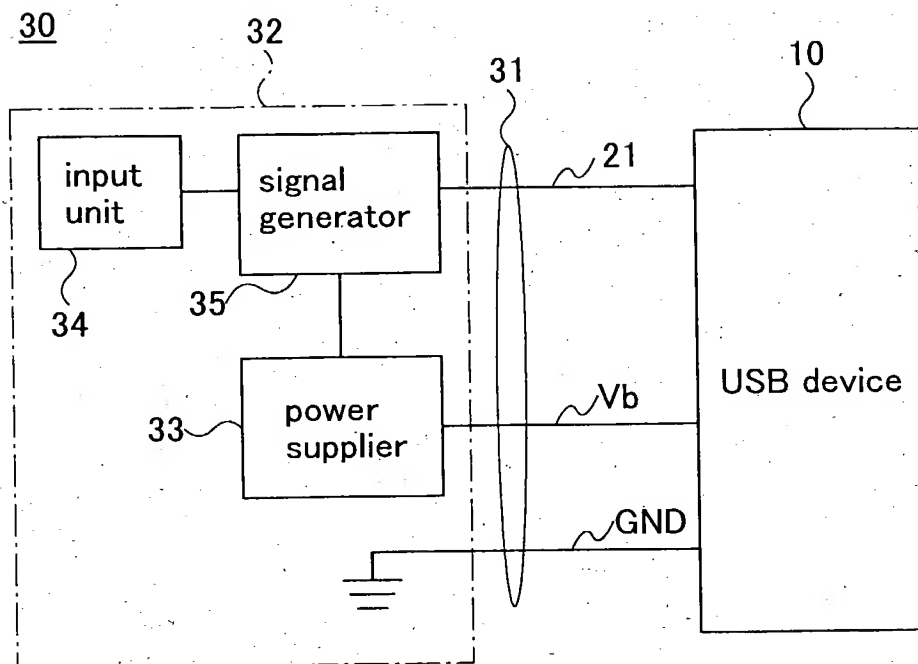 30
32
31
10
input
unit
signal
generator
21
34
35
power
supplier
33
Vb
USB device
GND